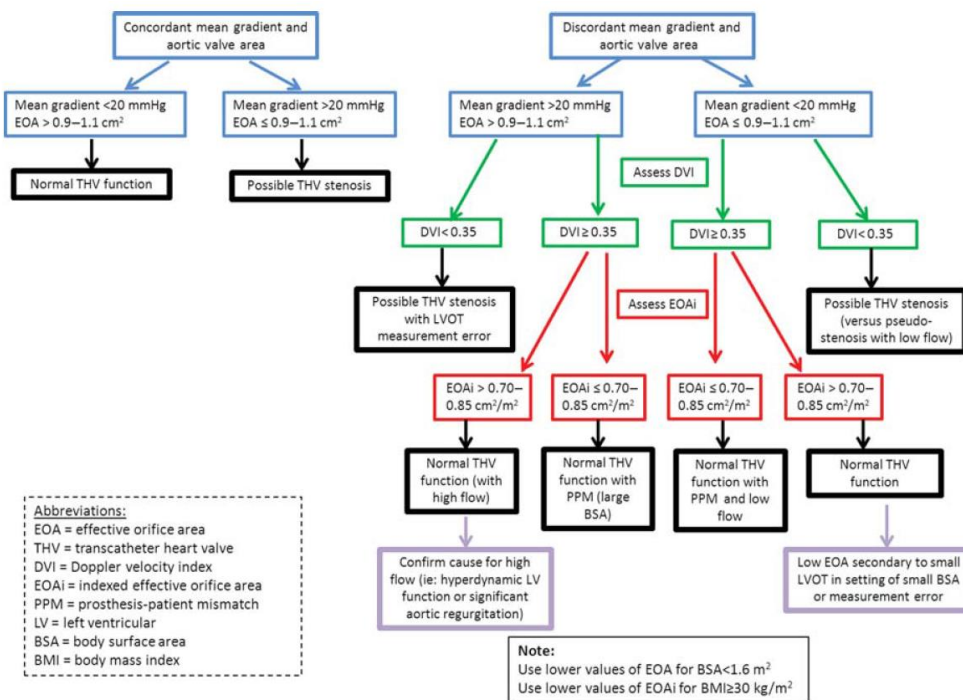 Concordant mean gradient and
aortic valve area
Discordant mean gradient and
aortic valve area
Mean gradient <20 mmHg
EOA > 0.9–1.1 cm²
Mean gradient >20 mmHg
EOA ≤ 0.9–1.1 cm²
Mean gradient >20 mmHg
EOA > 0.9–1.1 cm²
Mean gradient <20 mmHg
EOA ≤ 0.9–1.1 cm²
Normal THV function
Possible THV stenosis
Assess DVI
DVI< 0.35
DVI≥ 0.35
DVI≥ 0.35
DVI< 0.35
Possible THV stenosis
with LVOT
measurement error
Assess EOAi
Possible THV stenosis
(versus pseudo-
stenosis with low flow)
EOAi > 0.70–
0.85 cm²/m²
EOAi ≤ 0.70–
0.85 cm²/m²
EOAi ≤ 0.70–
0.85 cm²/m²
EOAi > 0.70–
0.85 cm²/m²
Normal THV
function (with
high flow)
Normal THV
function with
PPM (large
BSA)
Normal THV
function with
PPM and low
flow
Normal THV
function
Confirm cause for high
flow (ie: hyperdynamic LV
function or significant
aortic regurgitation)
Low EOA secondary to small
LVOT in setting of small BSA
or measurement error
Abbreviations:
EOA = effective orifice area
THV = transcatheter heart valve
DVI = Doppler velocity index
EOAi = indexed effective orifice area
PPM = prosthesis-patient mismatch
LV = left ventricular
BSA = body surface area
BMI = body mass index
Note:
Use lower values of EOA for BSA<1.6 m²
Use lower values of EOAi for BMI≥30 kg/m²